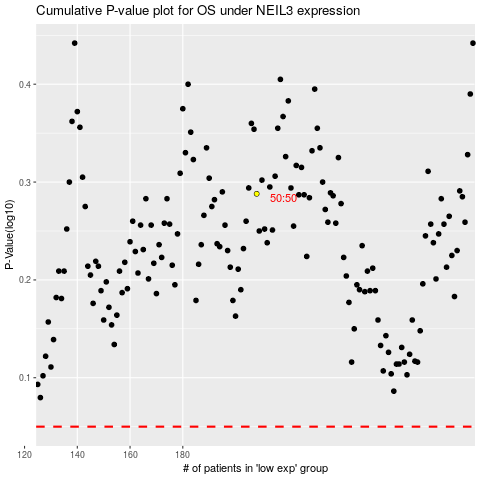 Cumulative P-value plot for OS under NEIL3 expression
P-Value(log10)
0.4
0.3
0.2
0.1
50:50
120 140 160 180
# of patients in 'low exp' group